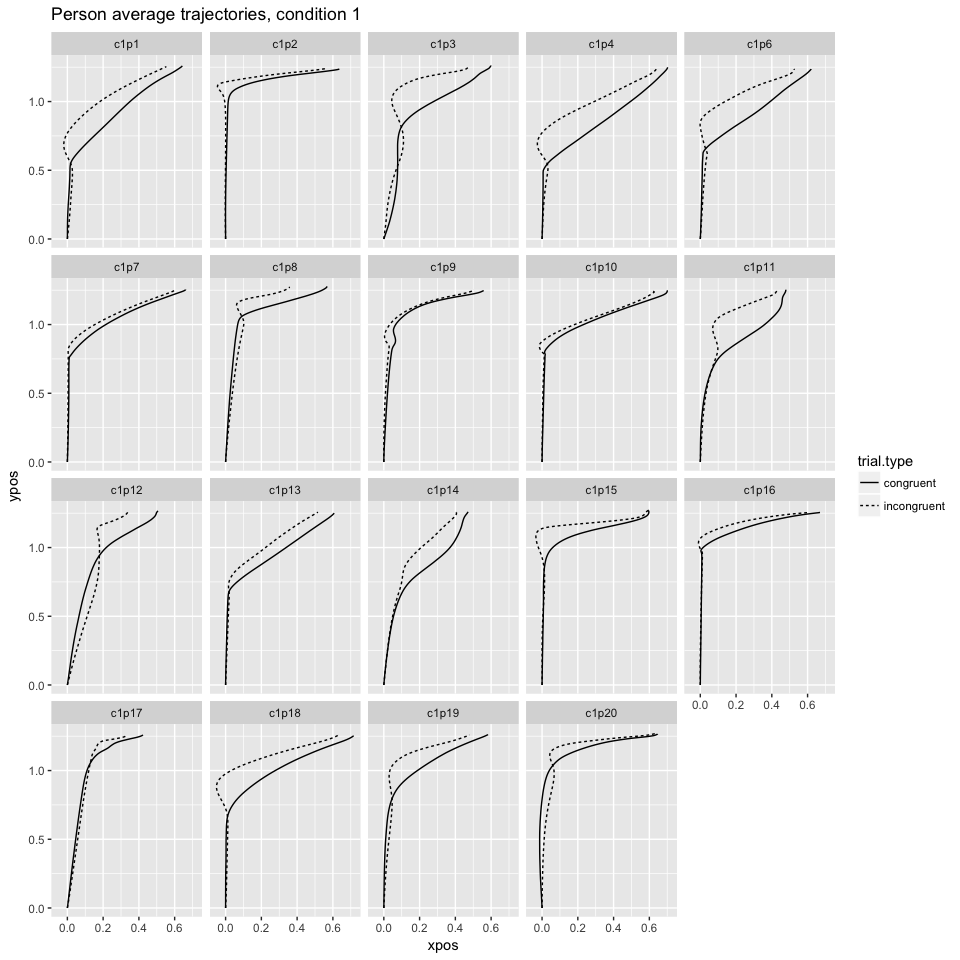 Person average trajectories, condition 1
c1p1 c1p2 c1p3 c1p4 c1p6
1.0
0.5
0.0
c1p7 c1p8 c1p9 c1p10 c1p11
1.0
0.5
0.0
ypos
trial.type
congruent
incongruent
c1p12 c1p13 c1p14 c1p15 c1p16
1.0
0.5
0.0
0.0 0.2 0.4 0.6
c1p17 c1p18 c1p19 c1p20
1.0
0.5
0.0
0.0 0.2 0.4 0.6 0.0 0.2 0.4 0.6 0.0 0.2 0.4 0.6 0.0 0.2 0.4 0.6
xpos